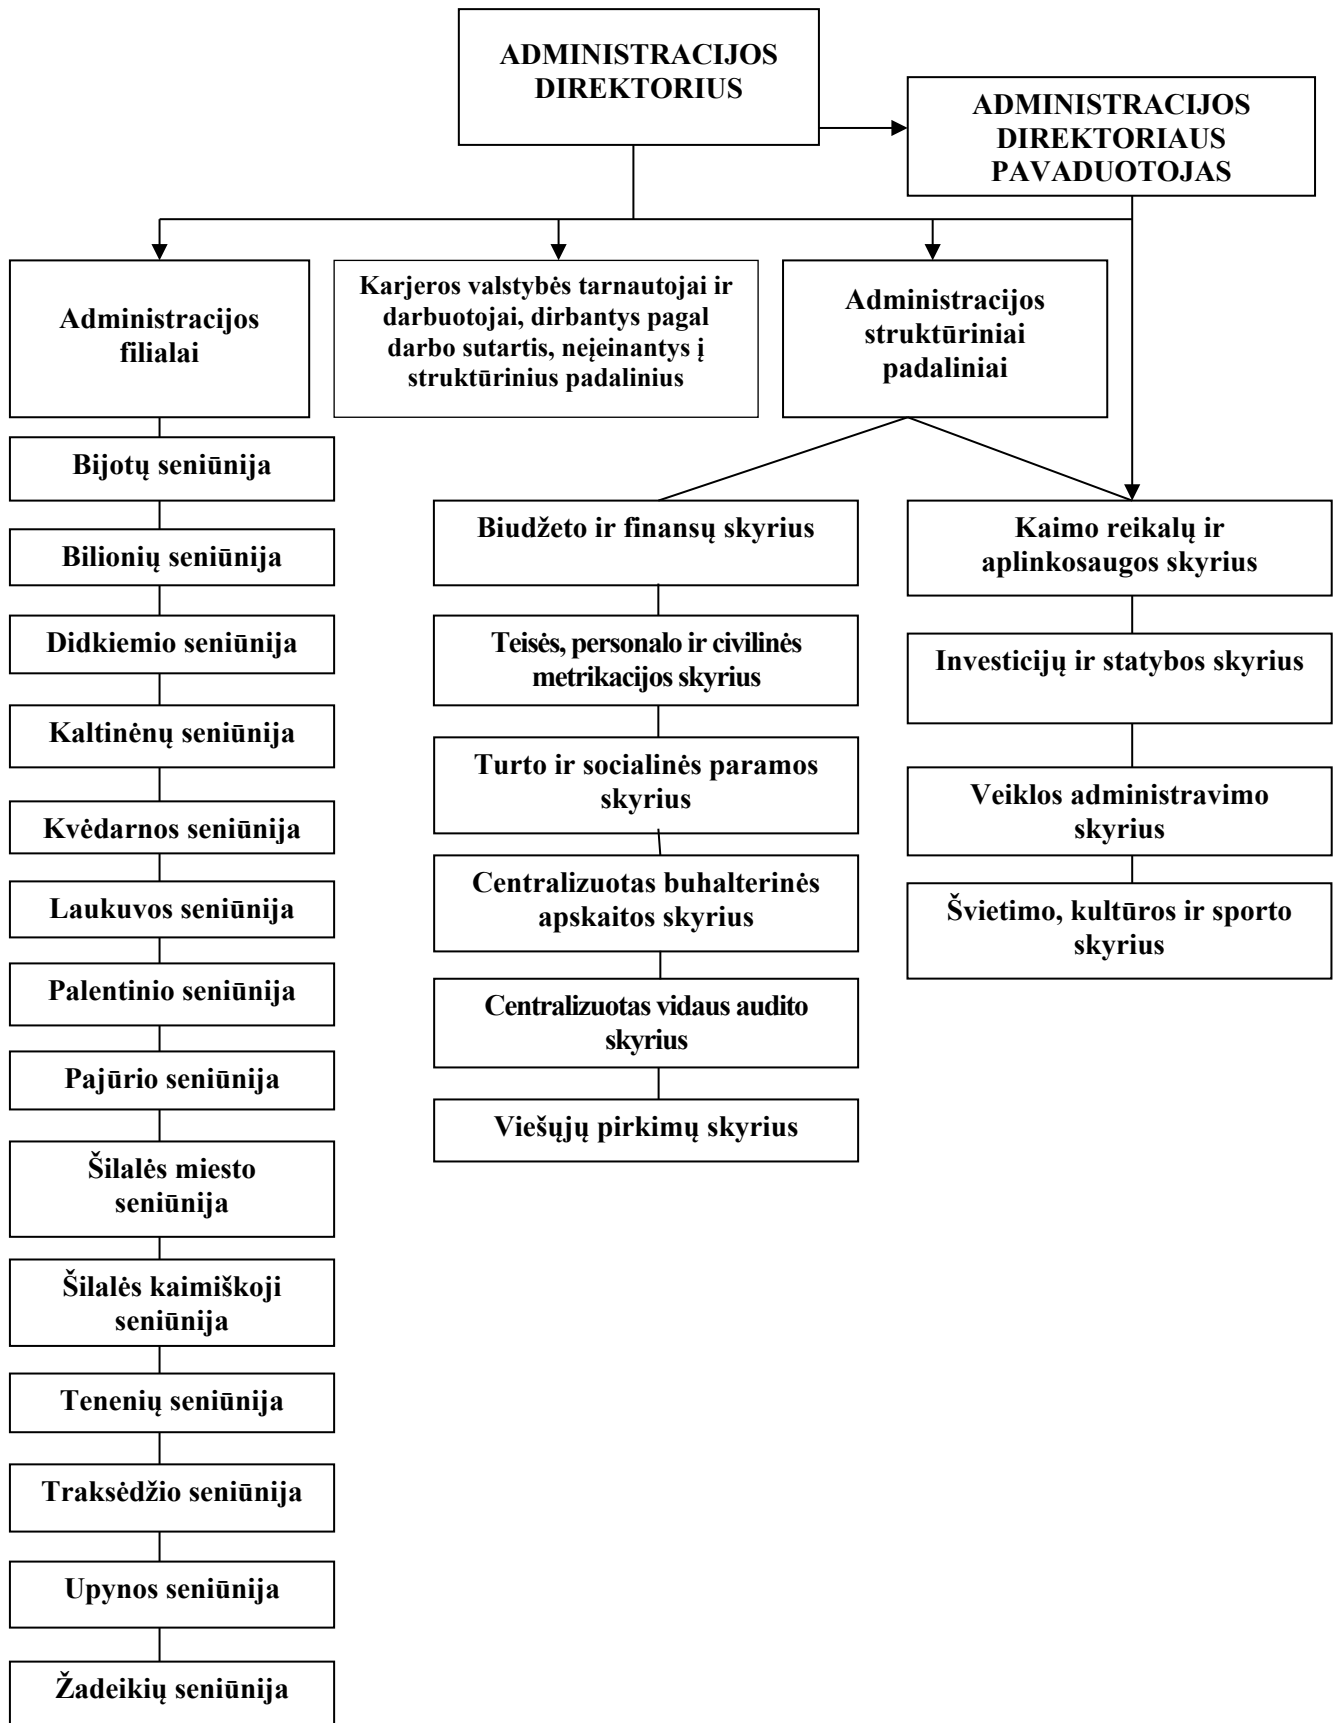 ADMINISTRACIJOS
DIREKTORIUS
ADMINISTRACIJOS
DIREKTORIAUS
PAVADUOTOJAS
Administracijos
filialai
Karjeros valstybės tarnautojai ir
darbuotojai, dirbantys pagal
darbo sutartis, neįeinantys į
struktūrinius padalinius
Administracijos
struktūriniai
padaliniai
Bijotų seniūnija
Bilionių seniūnija
Didkiemio seniūnija
Kaltinėnų seniūnija
Kvėdarnos seniūnija
Laukuvos seniūnija
Palentinio seniūnija
Pajūrio seniūnija
Šilalės miesto
seniūnija
Šilalės kaimiškoji
seniūnija
Tenenių seniūnija
Traksėdžio seniūnija
Upynos seniūnija
Žadeikių seniūnija
Biudžeto ir finansų skyrius
Teisės, personalo ir civilinės
metrikacijos skyrius
Turto ir socialinės paramos
skyrius
Centralizuotas buhalterinės
apskaitos skyrius
Centralizuotas vidaus audito
skyrius
Viešųjų pirkimų skyrius
Kaimo reikalų ir
aplinkosaugos skyrius
Investicijų ir statybos skyrius
Veiklos administravimo
skyrius
Švietimo, kultūros ir sporto
skyrius